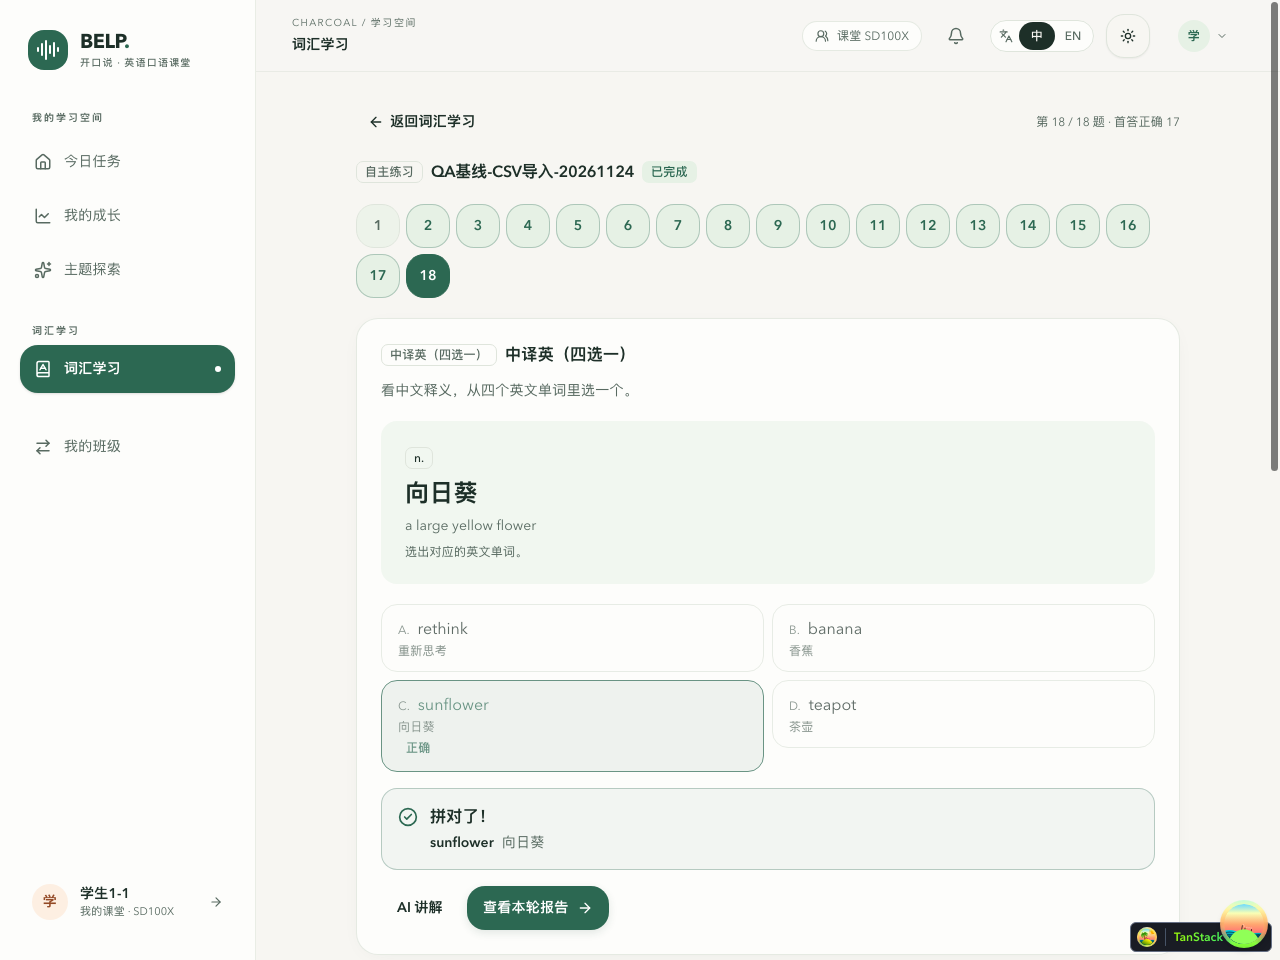 BELP.
开口说 · 英语口语课堂
我的学习空间
今日任务
我的成长
主题探索
词汇学习
词汇学习
我的班级
学
学生1-1
我的课堂 · SD100X
CHARCOAL / 学习空间
词汇学习
课堂 SD100X
中
EN
学
返回词汇学习
第 18 / 18 题 · 首答正确 17
自主练习 QA基线-CSV导入-20261124 已完成
1 2 3 4 5 6 7 8 9 10 11 12 13 14 15 16
17 18
中译英（四选一） 中译英（四选一）
看中文释义，从四个英文单词里选一个。
n.
向日葵
a large yellow flower
选出对应的英文单词。
A. rethink
重新思考
B. banana
香蕉
C. sunflower
向日葵
正确
D. teapot
茶壶
拼对了！
sunflower 向日葵
AI 讲解
查看本轮报告
TanStack